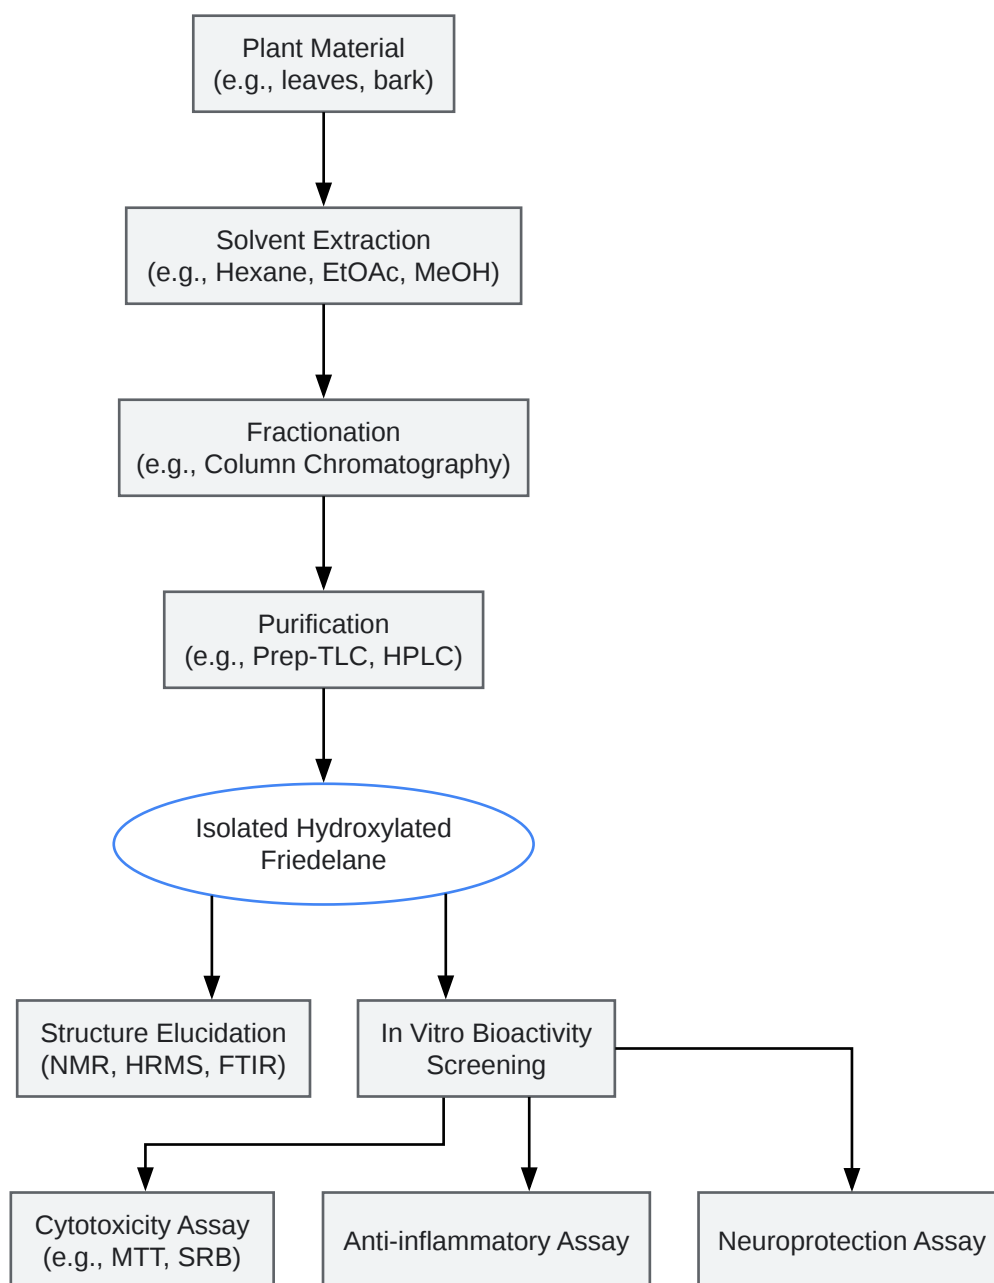 Plant Material
(e.g., leaves, bark)
Solvent Extraction
(e.g., Hexane, EtOAc, MeOH)
Fractionation
(e.g., Column Chromatography)
Purification
(e.g., Prep-TLC, HPLC)
Isolated Hydroxylated
Friedelane
Structure Elucidation
(NMR, HRMS, FTIR)
In Vitro Bioactivity
Screening
Cytotoxicity Assay
(e.g., MTT, SRB)
Anti-inflammatory Assay
Neuroprotection Assay